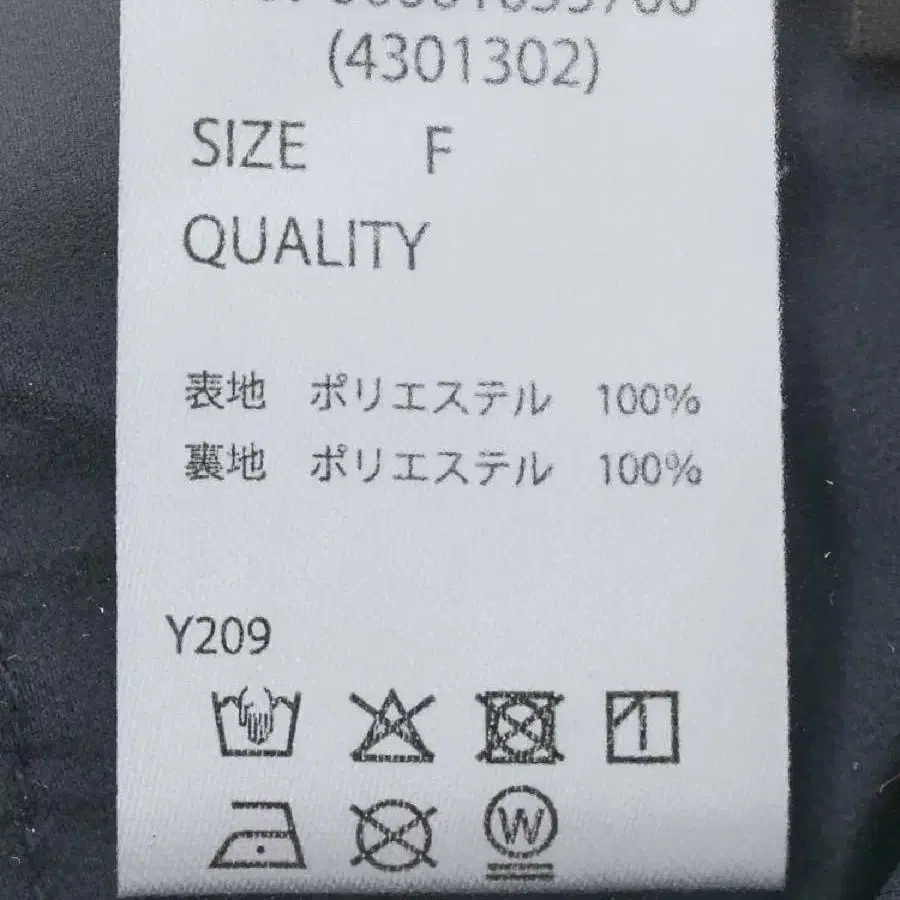 (4301302)
SIZE F
QUALITY
表地 ポリエステル 100%
裏地 ポリエステル 100%
Y209
W